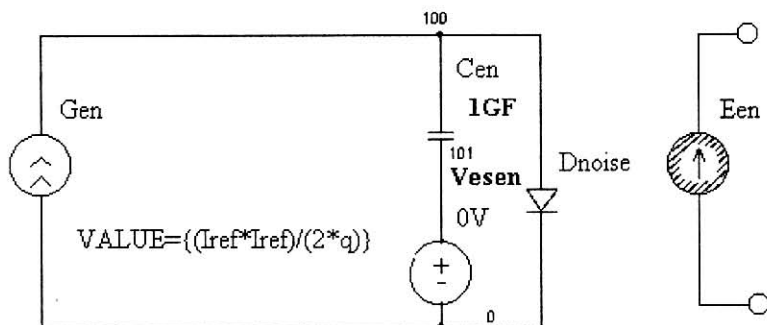 100
Cen
1GF
Gen
Een
101
Vesen
Dnoise
0V
VALUE={(Iref*Iref)/(2*q)}
+
-
0